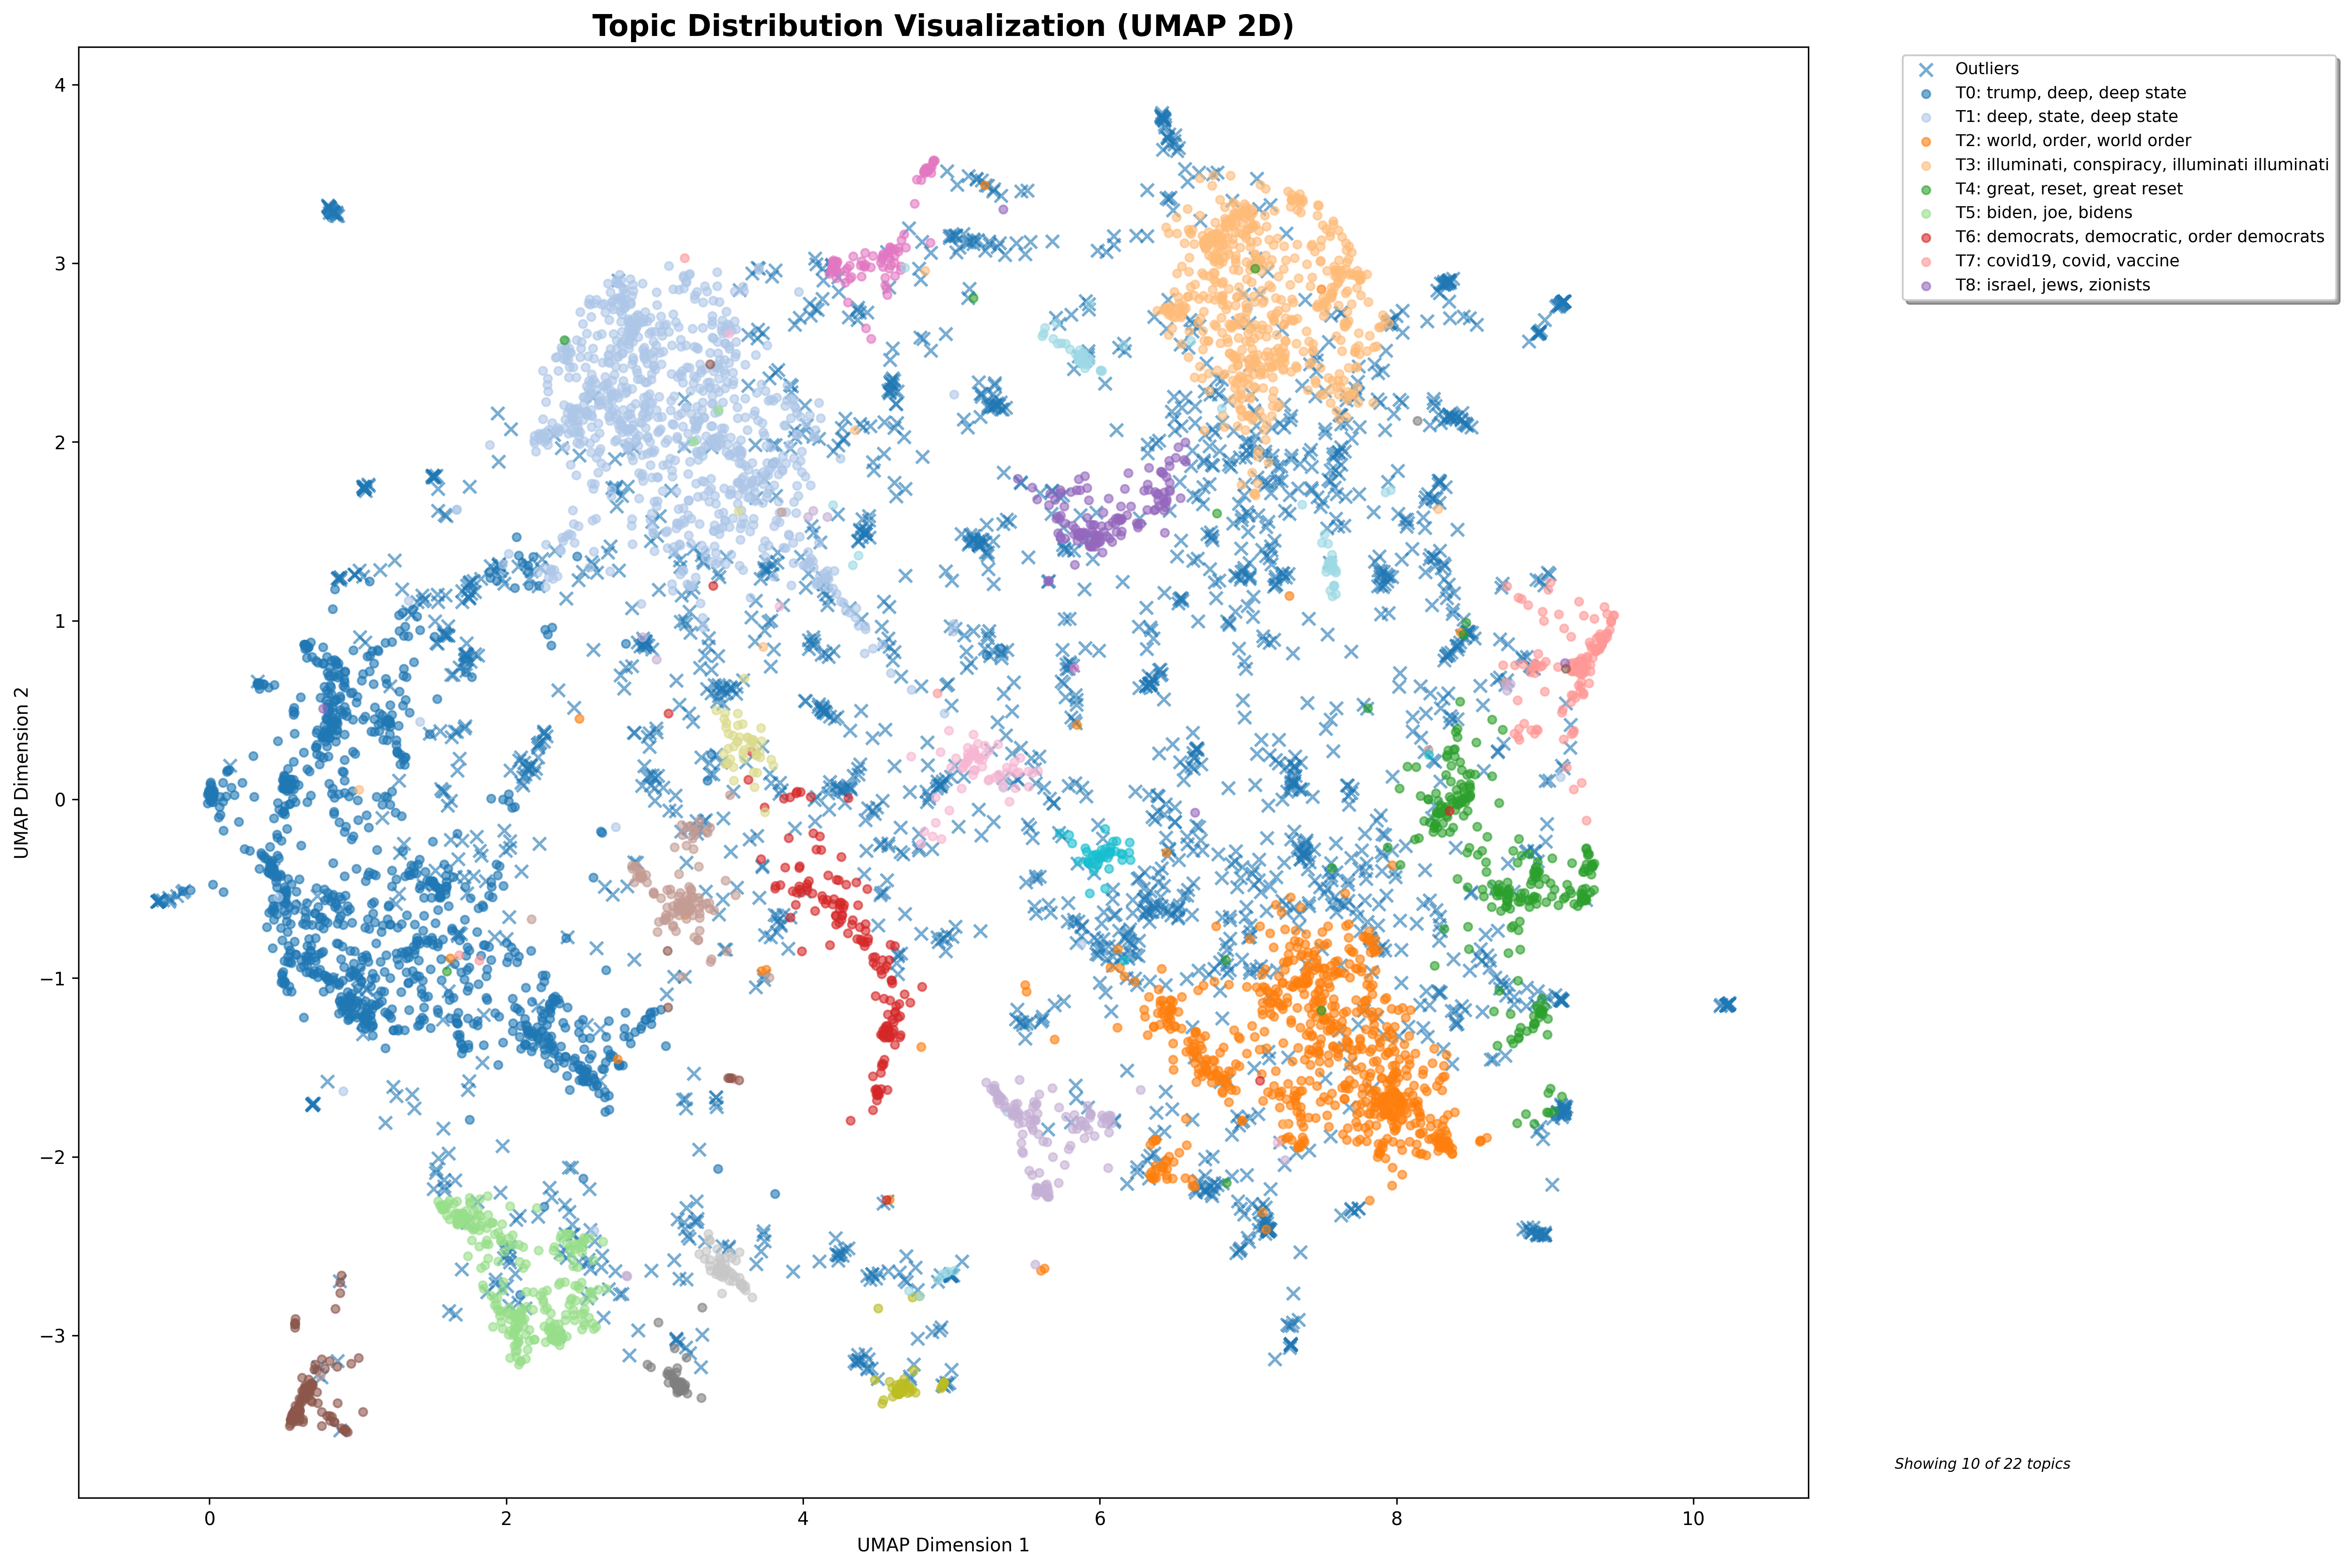 Topic Distribution Visualization (UMAP 2D)
Outliers
T0: trump, deep, deep state
T1: deep, state, deep state
T2: world, order, world order
T3: illuminati, conspiracy, illuminati illuminati
T4: great, reset, great reset
T5: biden, joe, bidens
T6: democrats, democratic, order democrats
T7: covid19, covid, vaccine
T8: israel, jews, zionists
4
3
2
1
0
−1
−2
−3
UMAP Dimension 2
0
2
4
6
8
10
UMAP Dimension 1
Showing 10 of 22 topics